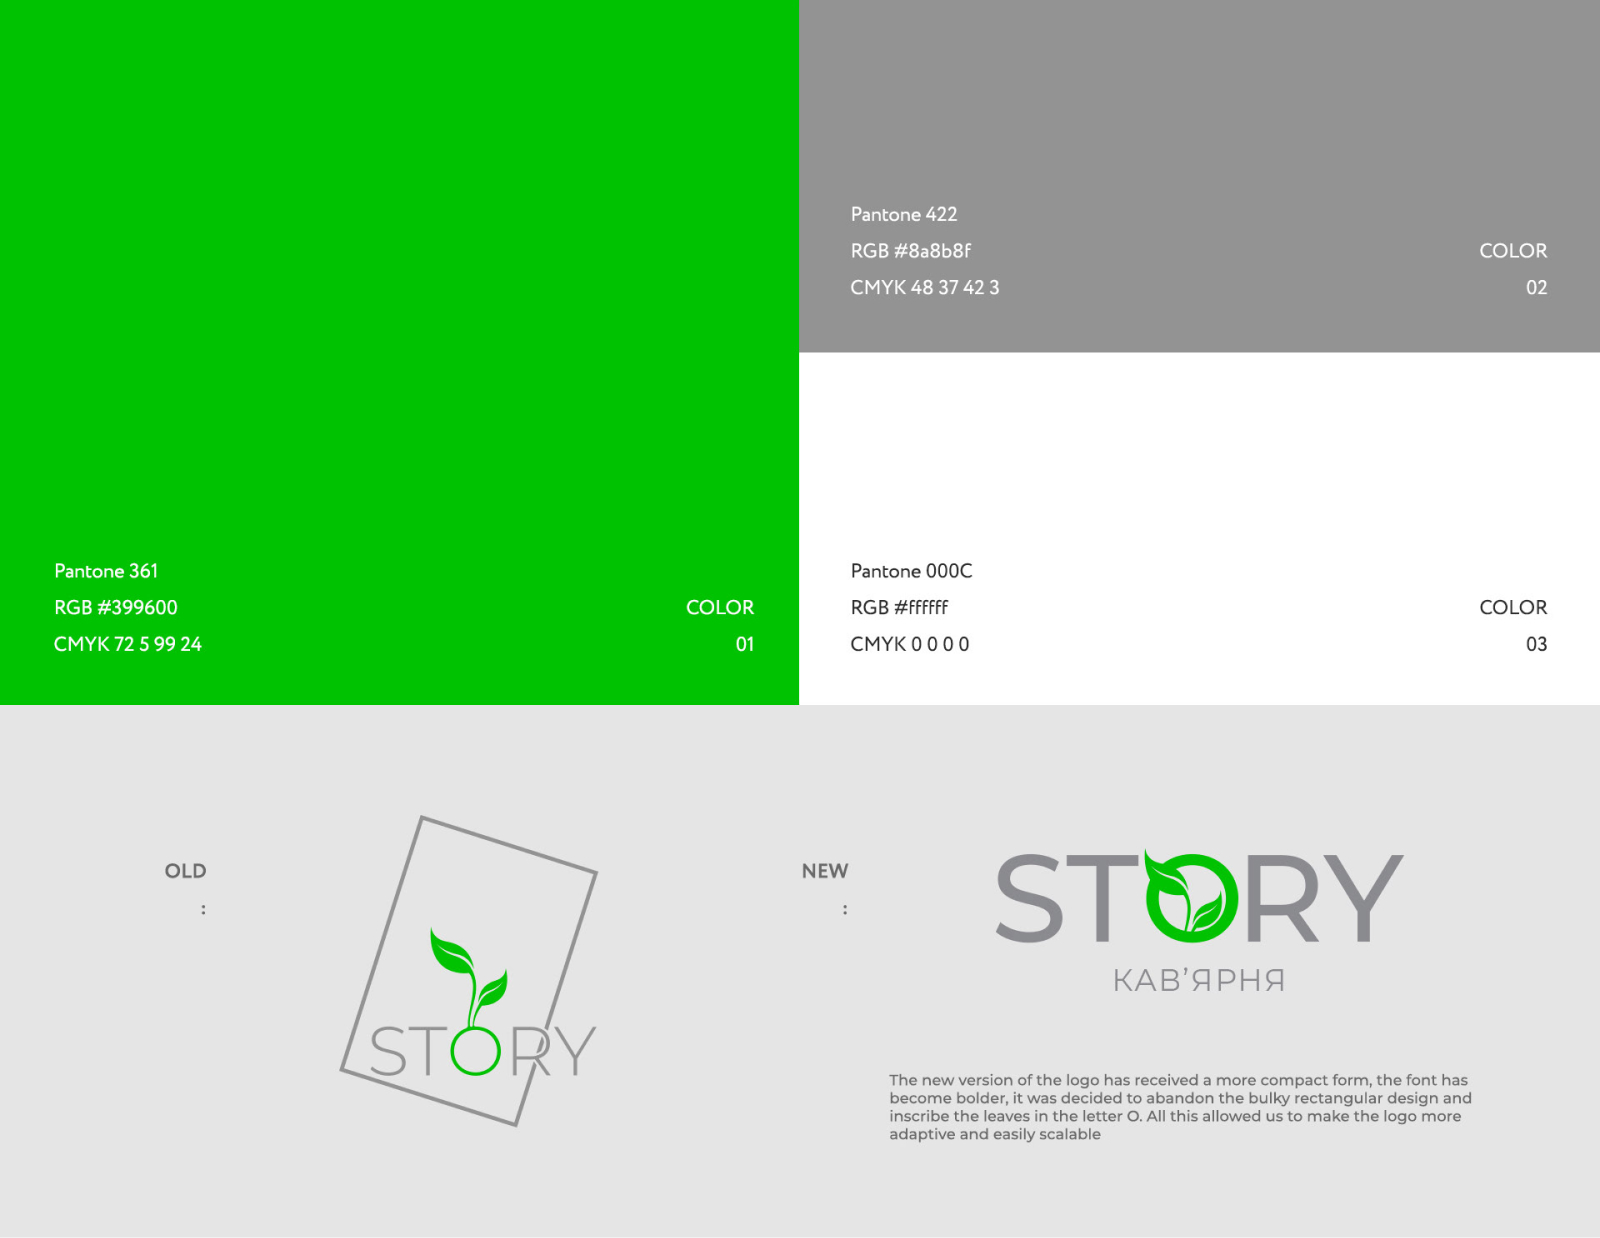 Pantone 422
RGB #8a8b8f
COLOR
CMYK 48 37 42 3
02
Pantone 361
RGB #399600
COLOR
CMYK 72 5 99 24
01
Pantone 000C
RGB #ffffff
COLOR
CMYK 0 0 0 0
03
OLD
:
STORY
NEW
:
STORY
КАВ’ЯРНЯ
The new version of the logo has received a more compact form, the font has
become bolder, it was decided to abandon the bulky rectangular design and
inscribe the leaves in the letter O. All this allowed us to make the logo more
adaptive and easily scalable